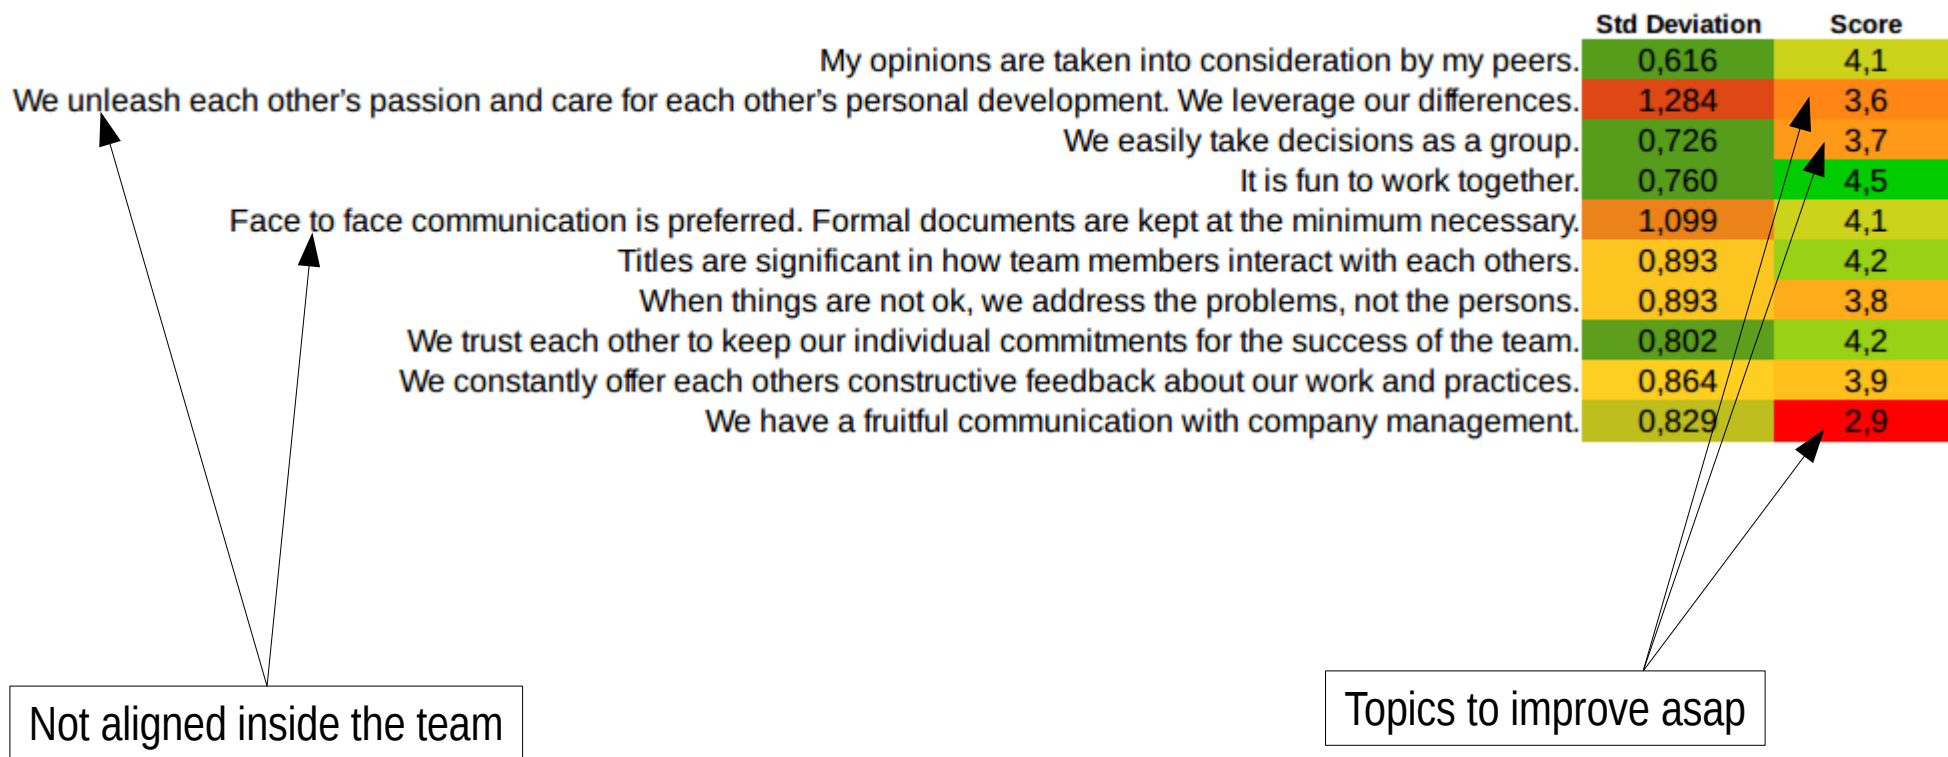 Std Deviation Score
My opinions are taken into consideration by my peers. 0,616 4,1
We unleash each other’s passion and care for each other’s personal development. We leverage our differences. 1,284 3,6
We easily take decisions as a group. 0,726 3,7
It is fun to work together. 0,760 4,5
Face to face communication is preferred. Formal documents are kept at the minimum necessary. 1,099 4,1
Titles are significant in how team members interact with each others. 0,893 4,2
When things are not ok, we address the problems, not the persons. 0,893 3,8
We trust each other to keep our individual commitments for the success of the team. 0,802 4,2
We constantly offer each others constructive feedback about our work and practices. 0,864 3,9
We have a fruitful communication with company management. 0,829 2,9
Not aligned inside the team
Topics to improve asap